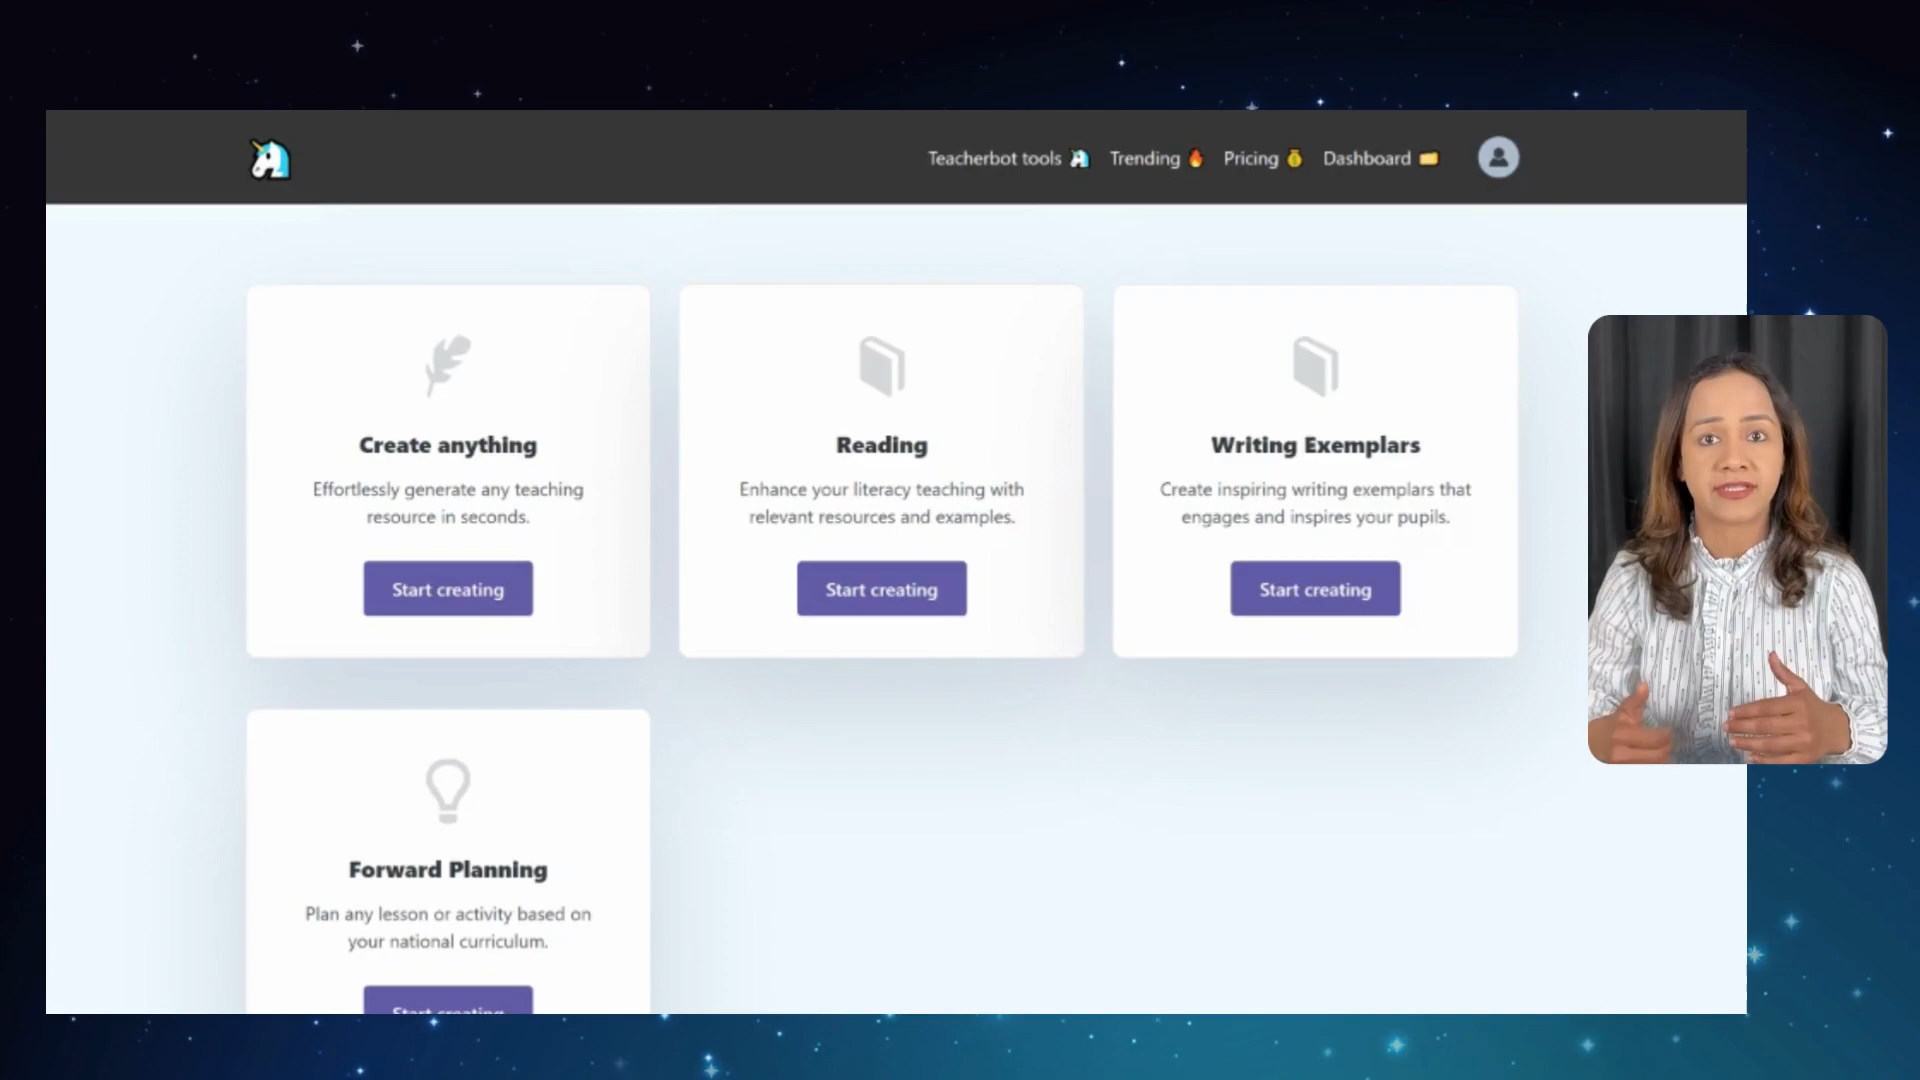 Teacherbot tools Trending Pricing Dashboard
Create anything
Effortlessly generate any teaching
resource in seconds.
Start creating
Reading
Enhance your literacy teaching with
relevant resources and examples.
Start creating
Writing Exemplars
Create inspiring writing exemplars that
engages and inspires your pupils.
Start creating
Forward Planning
Plan any lesson or activity based on
your national curriculum.
Start creating